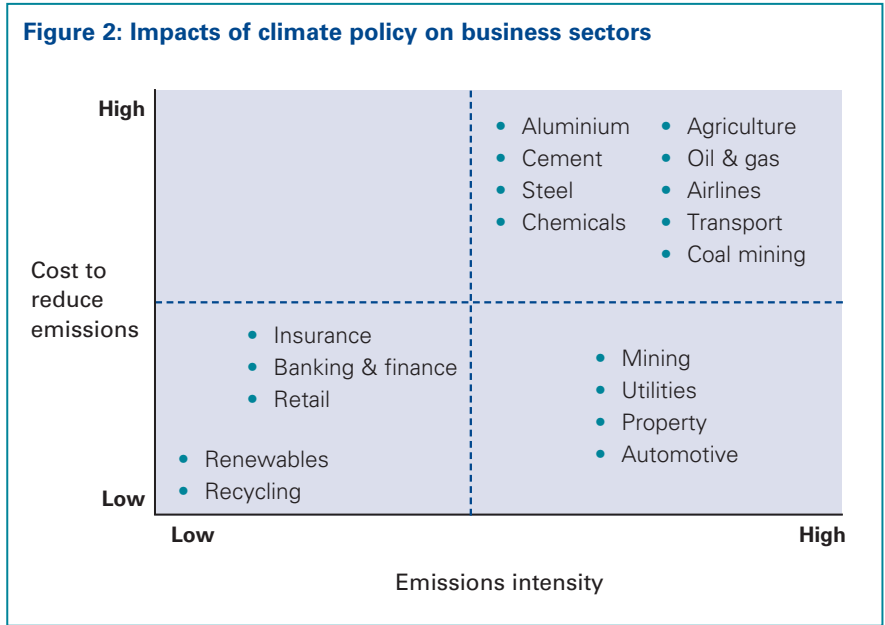 Figure 2: Impacts of climate policy on business sectors
High
• Aluminium
• Cement
• Steel
• Chemicals
• Agriculture
• Oil & gas
• Airlines
• Transport
• Coal mining
Cost to
reduce
emissions
• Insurance
• Banking & finance
• Retail
• Renewables
• Recycling
• Mining
• Utilities
• Property
• Automotive
Low
Low
High
Emissions intensity